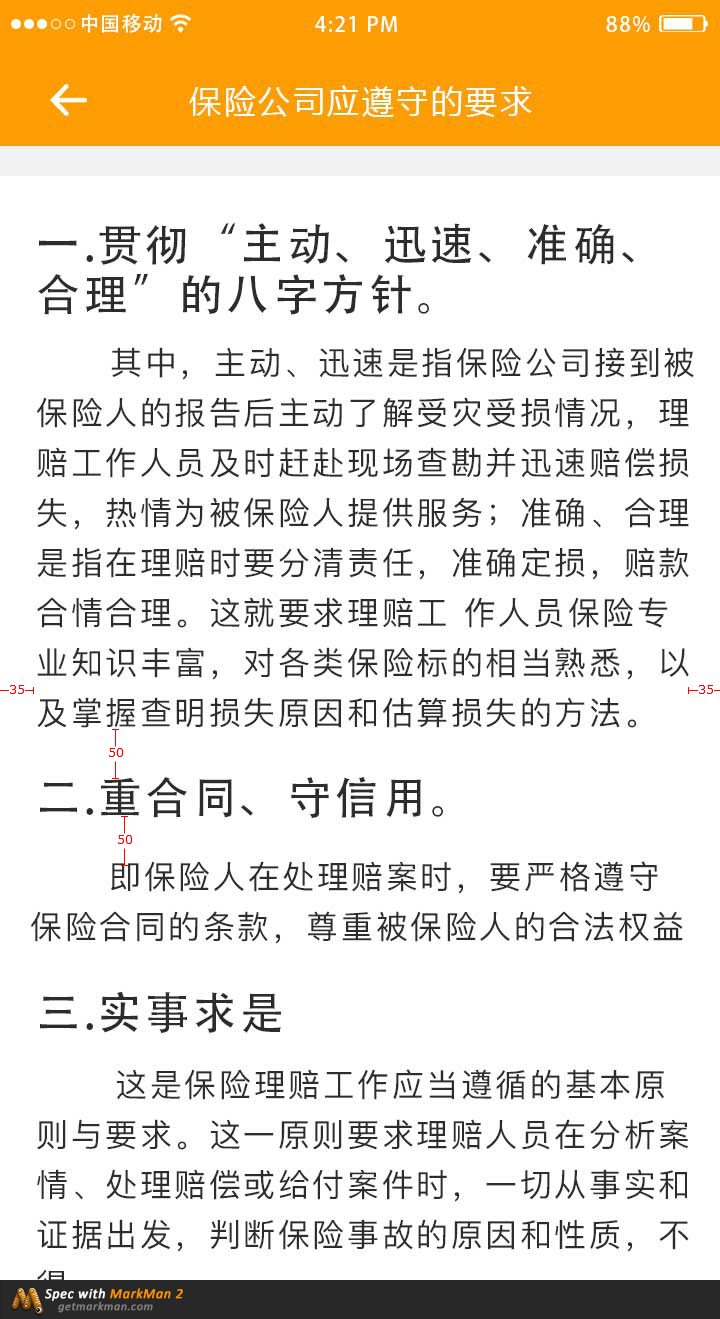 中国移动 4:21 PM 88%
保险公司应遵守的要求
一.贯彻“主动、迅速、准确、
合理”的八字方针。
其中，主动、迅速是指保险公司接到被
保险人的报告后主动了解受灾受损情况，理
赔工作人员及时赶赴现场查勘并迅速赔偿损
失，热情为被保险人提供服务；准确、合理
是指在理赔时要分清责任，准确定损，赔款
合情合理。这就要求理赔工 作人员保险专
业知识丰富，对各类保险标的相当熟悉，以
35
35
及掌握查明损失原因和估算损失的方法。
50
二.重合同、守信用。
50
即保险人在处理赔案时，要严格遵守
保险合同的条款，尊重被保险人的合法权益
三.实事求是
这是保险理赔工作应当遵循的基本原
则与要求。这一原则要求理赔人员在分析案
情、处理赔偿或给付案件时，一切从事实和
证据出发，判断保险事故的原因和性质，不
Spec with MarkMan 2
getmarkman.com